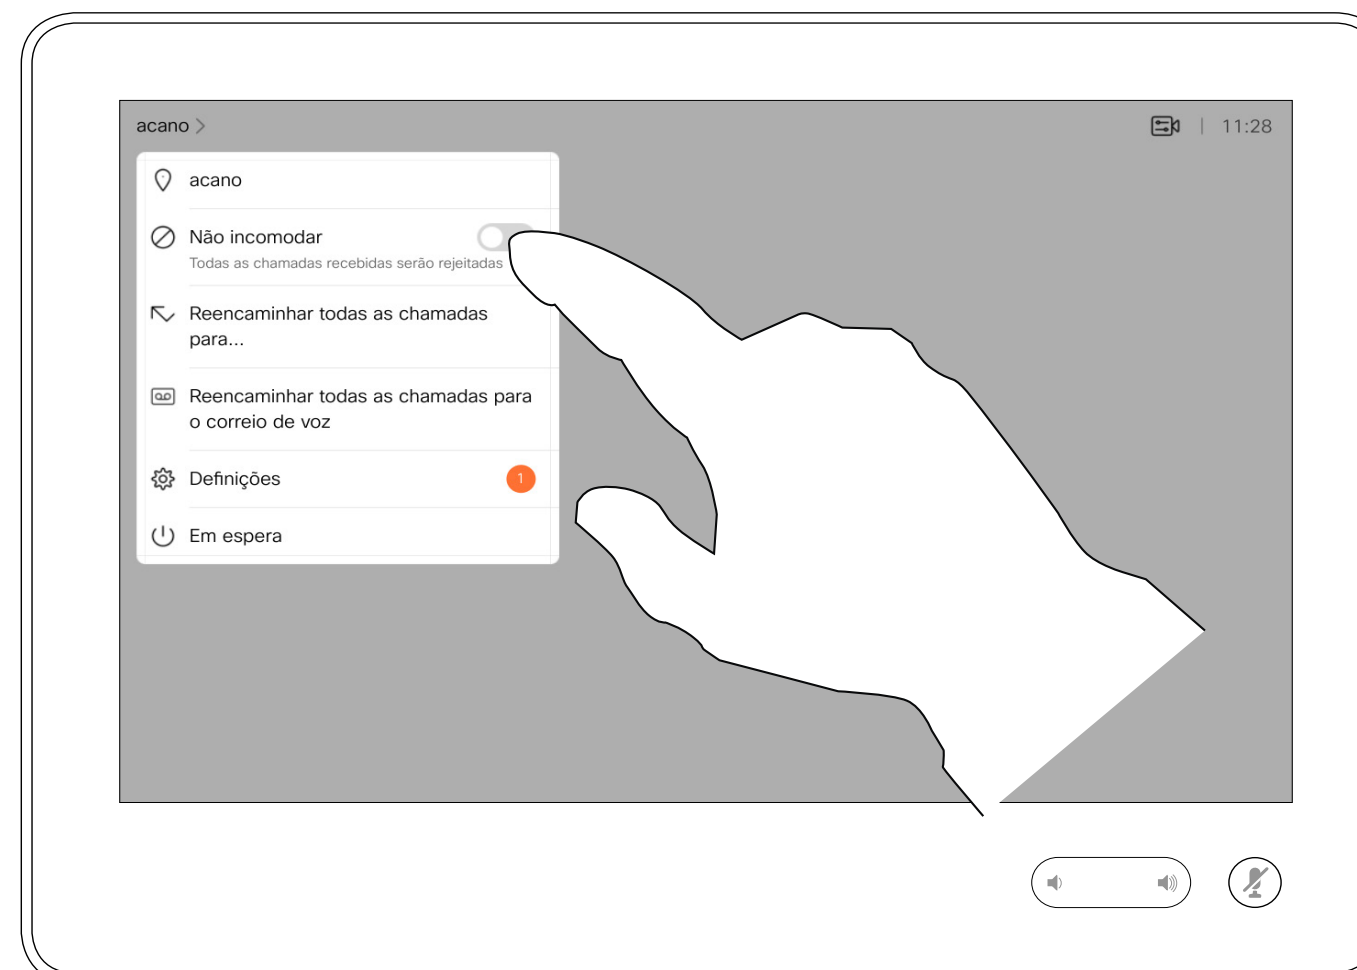 acano
11:28
acano
Não incomodar
Todas as chamadas recebidas serão rejeitadas
Reencaminhar todas as chamadas
para...
Reencaminhar todas as chamadas para
o correio de voz
Definições
1
Em espera